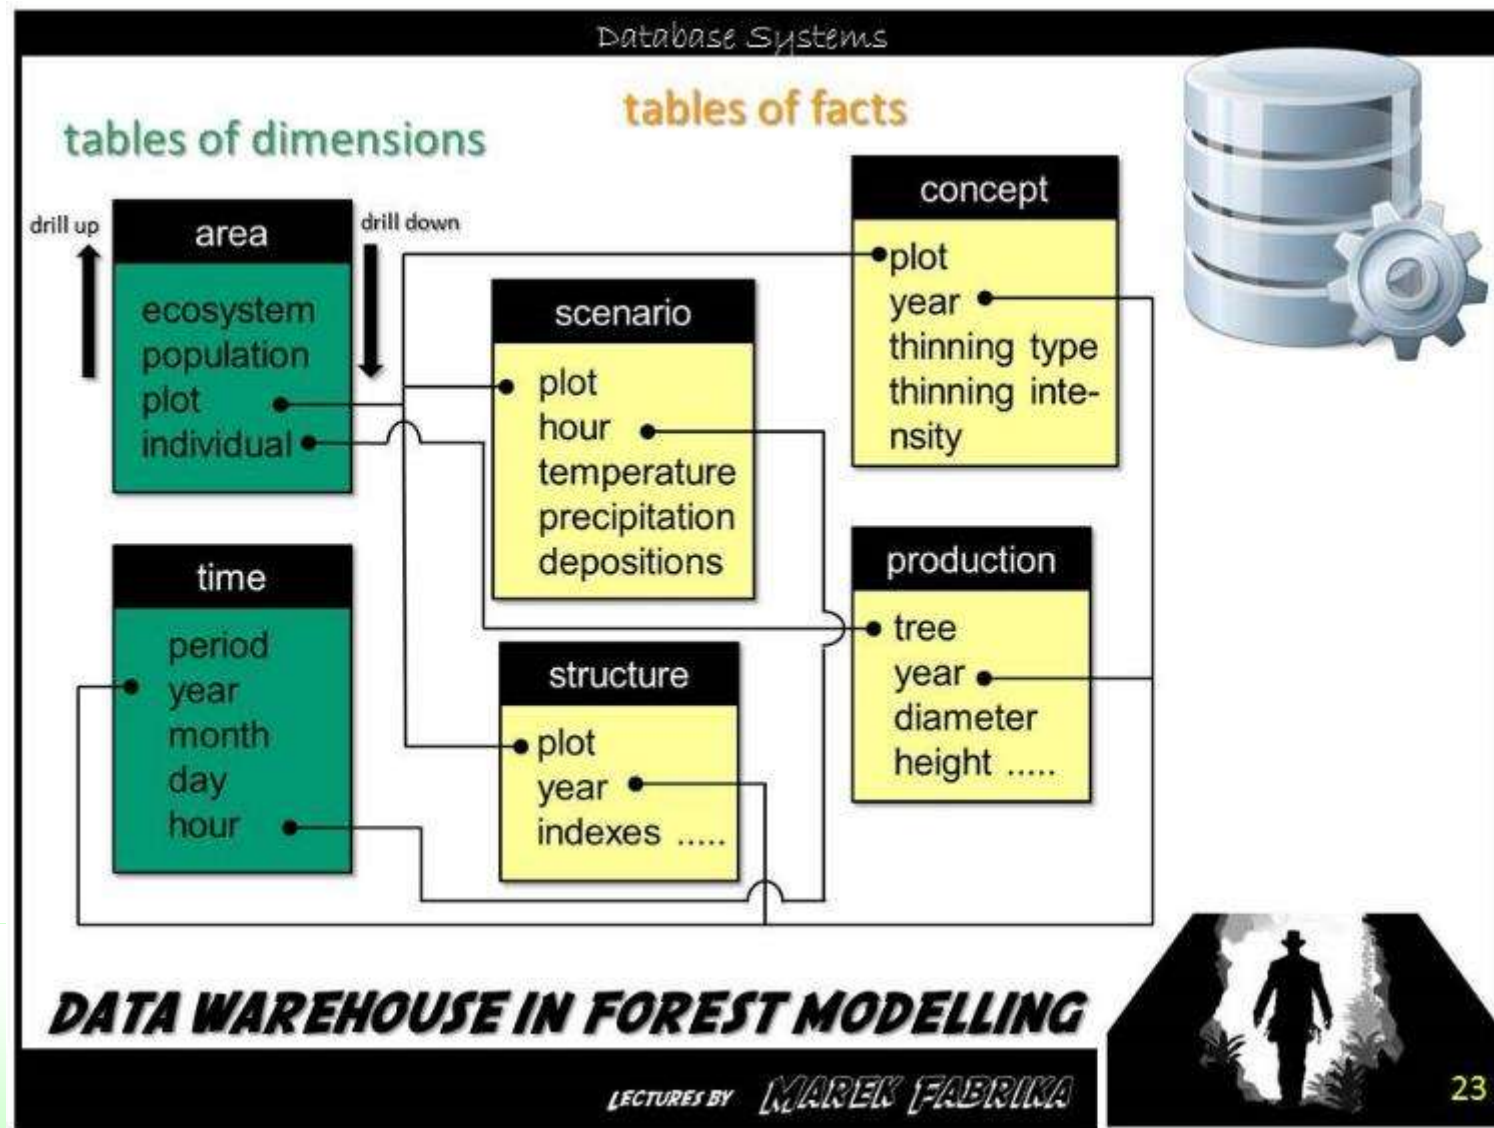 Database Systems
tables of dimensions
tables of facts
drill up
drill down
area
ecosystem
population
plot
individual
time
period
year
month
day
hour
scenario
plot
hour
temperature
precipitation
depositions
structure
plot
year
indexes .....
concept
plot
year
thinning type
thinning inte-
nsity
production
tree
year
diameter
height .....
DATA WAREHOUSE IN FOREST MODELLING
LECTURES BY MAREK FABRIKA
23